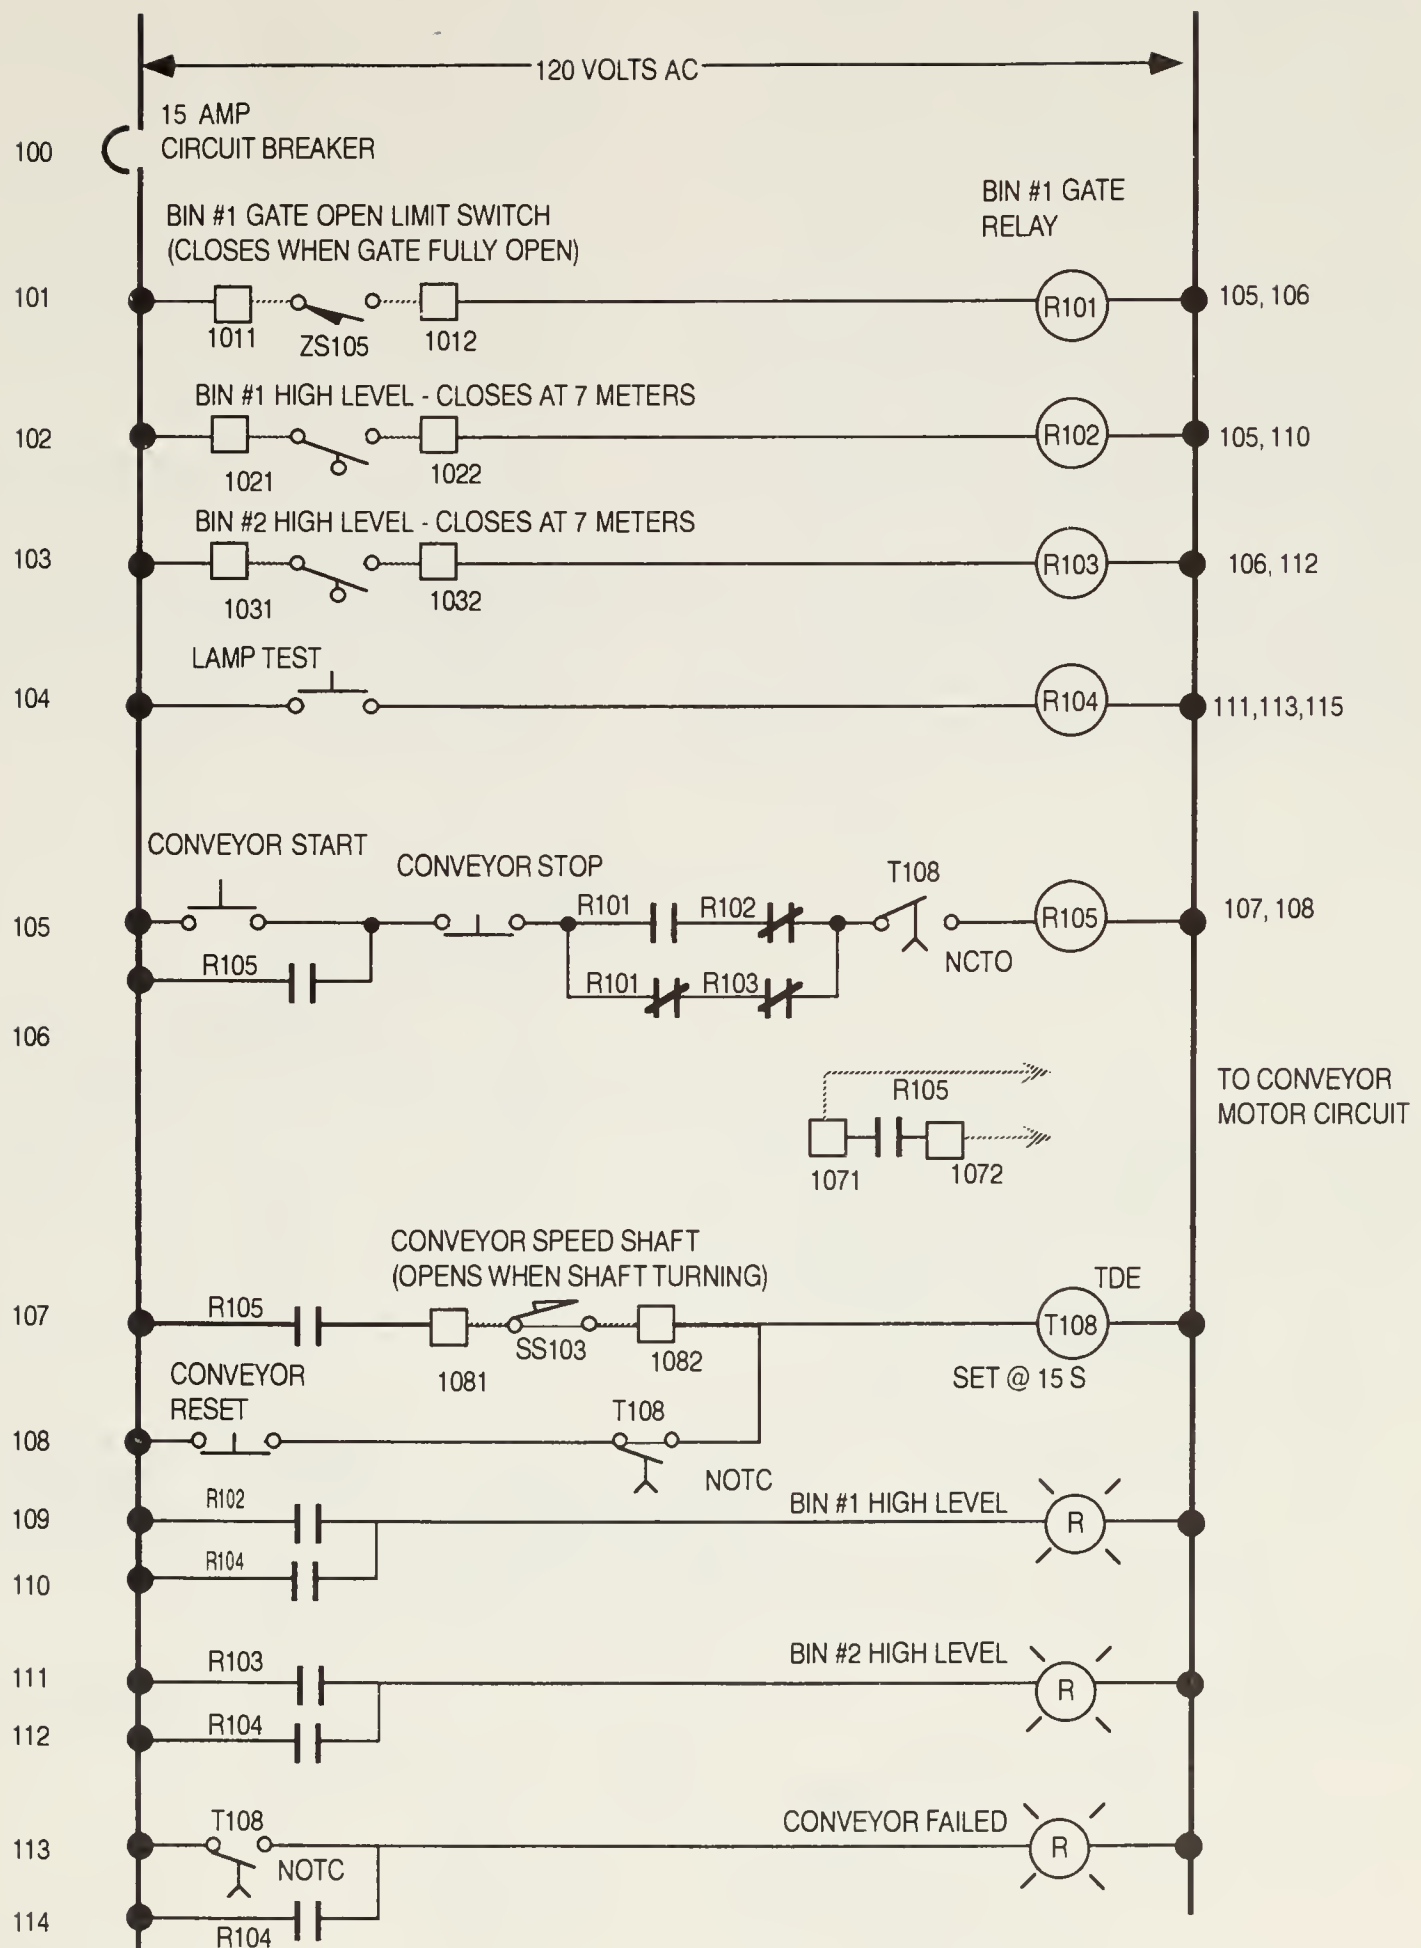 120 VOLTS AC
15 AMP
CIRCUIT BREAKER
100
BIN #1 GATE
RELAY
BIN #1 GATE OPEN LIMIT SWITCH
(CLOSES WHEN GATE FULLY OPEN)
101
R101
105, 106
1011
ZS105
1012
BIN #1 HIGH LEVEL - CLOSES AT 7 METERS
102
R102
105, 110
1021
1022
BIN #2 HIGH LEVEL - CLOSES AT 7 METERS
103
R103
106, 112
1031
1032
LAMP TEST
104
R104
111,113,115
CONVEYOR START
CONVEYOR STOP
T108
105
R101
R102
R105
107, 108
NCTO
R105
R101
R103
106
R105
TO CONVEYOR
MOTOR CIRCUIT
1071
1072
CONVEYOR SPEED SHAFT
(OPENS WHEN SHAFT TURNING)
TDE
107
R105
T108
SS103
1081
1082
SET @ 15 S
CONVEYOR
RESET
T108
108
NOTC
109
R102
BIN #1 HIGH LEVEL
R
110
R104
111
R103
BIN #2 HIGH LEVEL
R
112
R104
T108
CONVEYOR FAILED
113
R
NOTC
114
R104